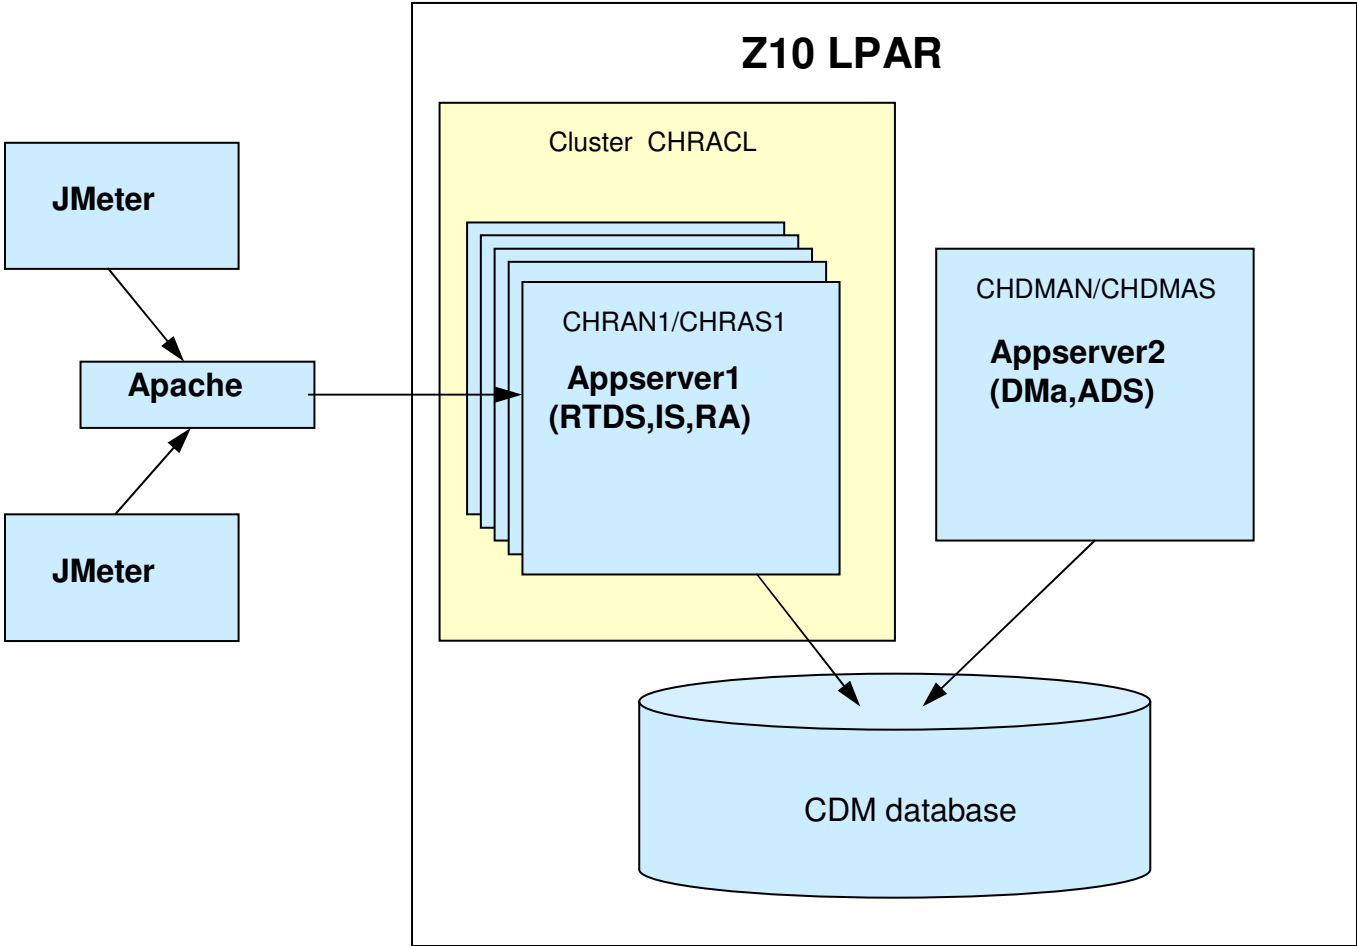 Z10 LPAR
Cluster  CHRACL
JMeter
CHRAN1/CHRAS1
Appserver1
(RTDS,IS,RA)
CHDMAN/CHDMAS
Appserver2
(DMa,ADS)
Apache
JMeter
CDM database